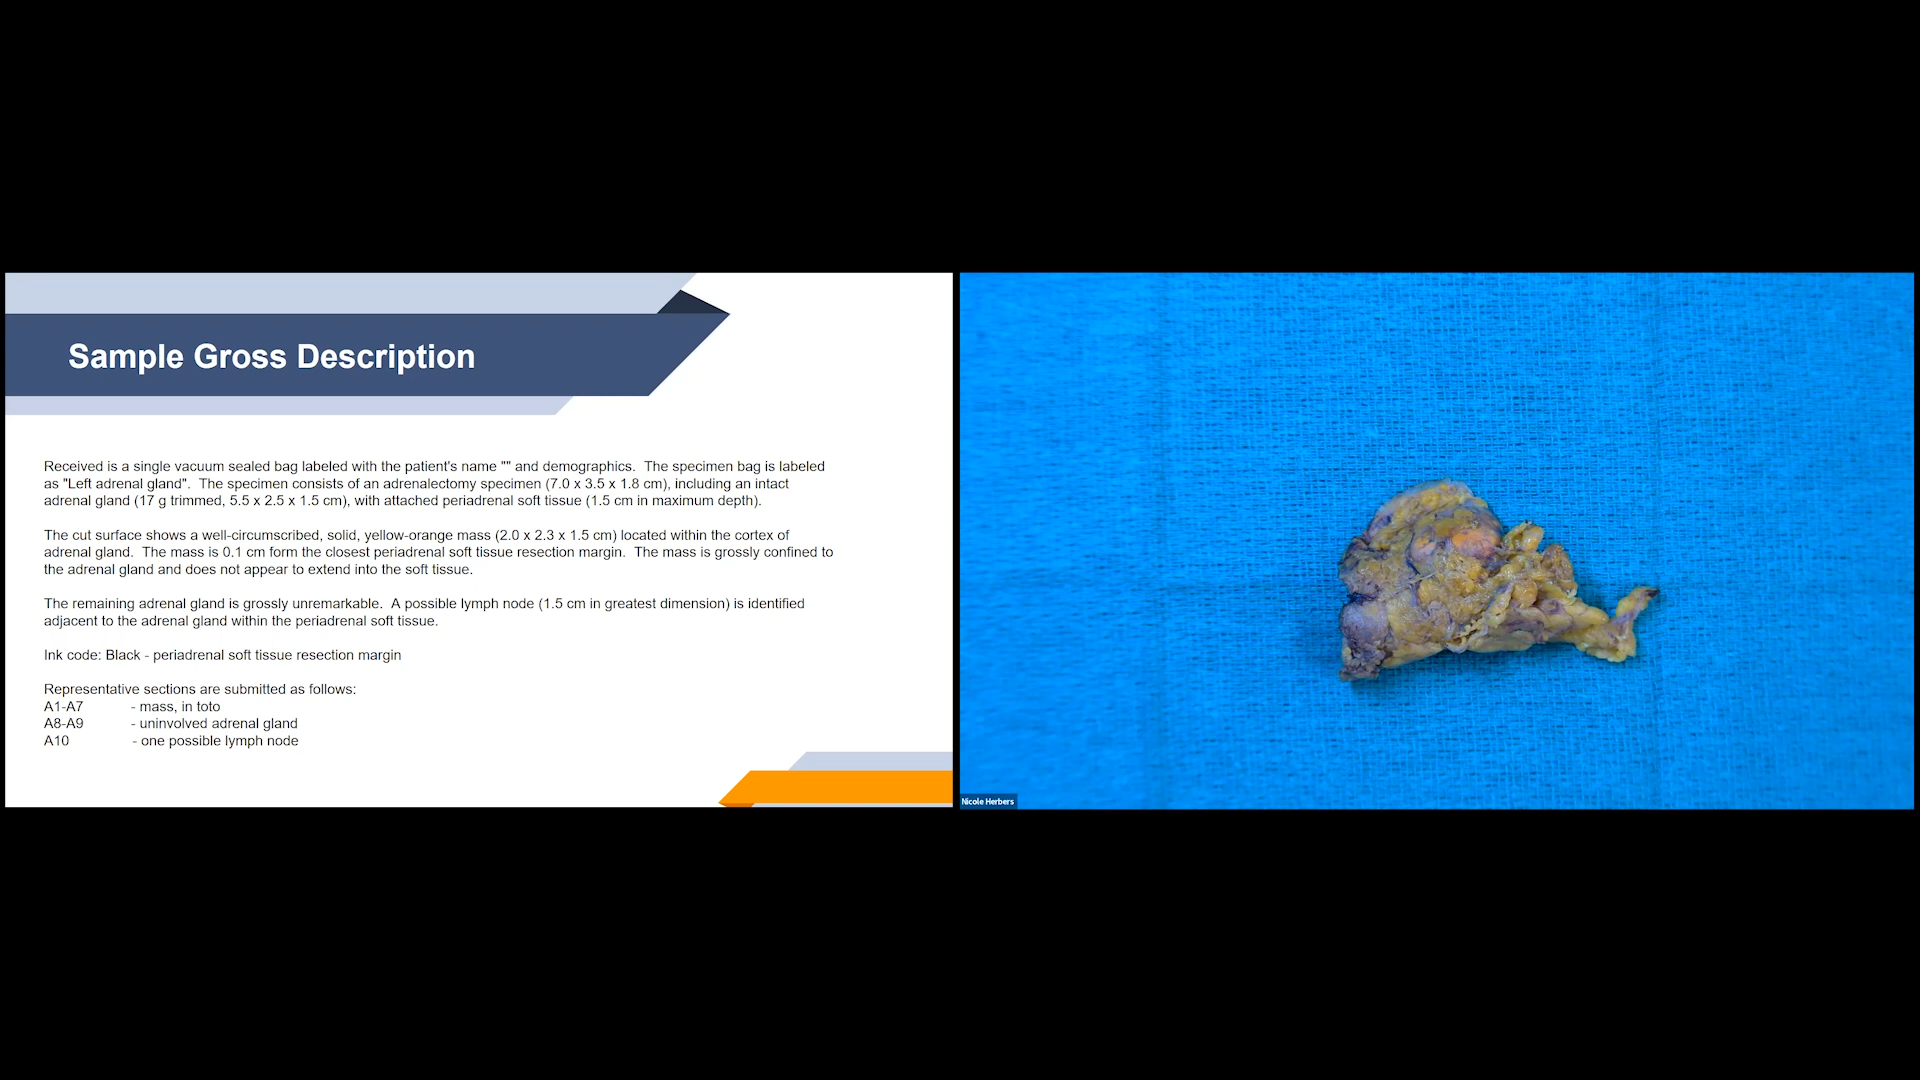 Sample Gross Description
Received is a single vacuum sealed bag labeled with the patient's name "" and demographics. The specimen bag is labeled
as "Left adrenal gland". The specimen consists of an adrenalectomy specimen (7.0 x 3.5 x 1.8 cm), including an intact
adrenal gland (17 g trimmed, 5.5 x 2.5 x 1.5 cm), with attached periadrenal soft tissue (1.5 cm in maximum depth).
The cut surface shows a well-circumscribed, solid, yellow-orange mass (2.0 x 2.3 x 1.5 cm) located within the cortex of
adrenal gland. The mass is 0.1 cm form the closest periadrenal soft tissue resection margin. The mass is grossly confined to
the adrenal gland and does not appear to extend into the soft tissue.
The remaining adrenal gland is grossly unremarkable. A possible lymph node (1.5 cm in greatest dimension) is identified
adjacent to the adrenal gland within the periadrenal soft tissue.
Ink code: Black - periadrenal soft tissue resection margin
Representative sections are submitted as follows:
A1-A7 - mass, in toto
A8-A9 - uninvolved adrenal gland
A10 - one possible lymph node
Nicole Herbers